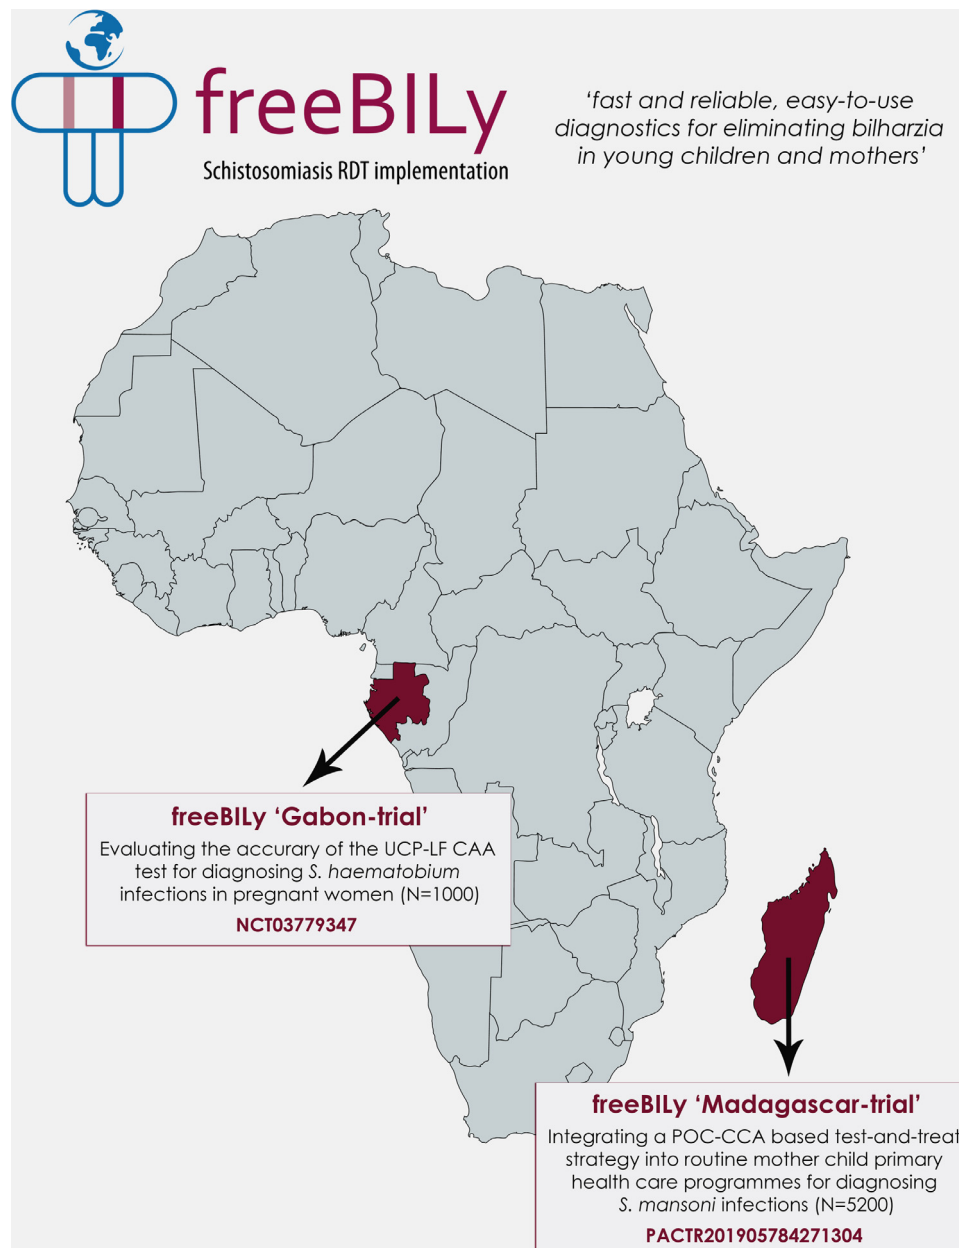 freeBILy
Schistosomiasis RDT implementation
‘fast and reliable, easy-to-use
diagnostics for eliminating bilharzia
in young children and mothers’
freeBILy ‘Gabon-trial’
Evaluating the accurary of the UCP-LF CAA
test for diagnosing S. haematobium
infections in pregnant women (N=1000)
NCT03779347
freeBILy ‘Madagascar-trial’
Integrating a POC-CCA based test-and-treat
strategy into routine mother child primary
health care programmes for diagnosing
S. mansoni infections (N=5200)
PACTR201905784271304